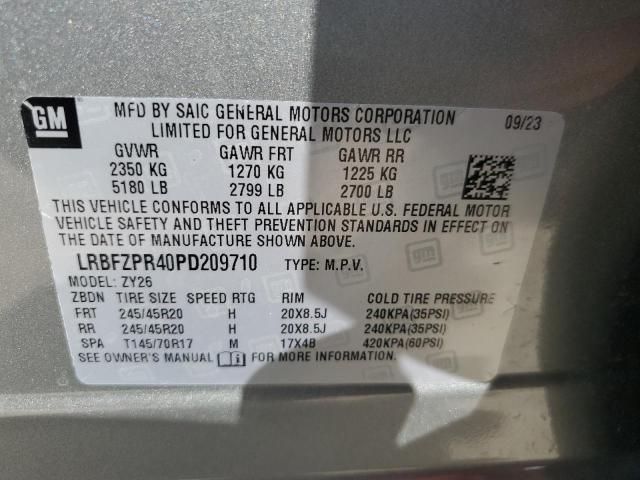 GM
MFD BY SAIC GENERAL MOTORS CORPORATION 09/23
LIMITED FOR GENERAL MOTORS LLC
GVWR GAWR FRT GAWR RR
2350 KG 1270 KG 1225 KG
5180 LB 2799 LB 2700 LB
THIS VEHICLE CONFORMS TO ALL APPLICABLE U.S. FEDERAL MOTOR
VEHICLE SAFETY AND THEFT PREVENTION STANDARDS IN EFFECT ON
THE DATE OF MANUFACTURE SHOWN ABOVE.
LRBFZPR40PD209710 TYPE: M.P.V.
MODEL: ZY26
ZBDN TIRE SIZE SPEED RTG RIM COLD TIRE PRESSURE
FRT 245/45R20 H 20X8.5J 240KPA(35PSI)
RR 245/45R20 H 20X8.5J 240KPA(35PSI)
SPA T145/70R17 M 17X4B 420KPA(60PSI)
SEE OWNER'S MANUAL FOR MORE INFORMATION